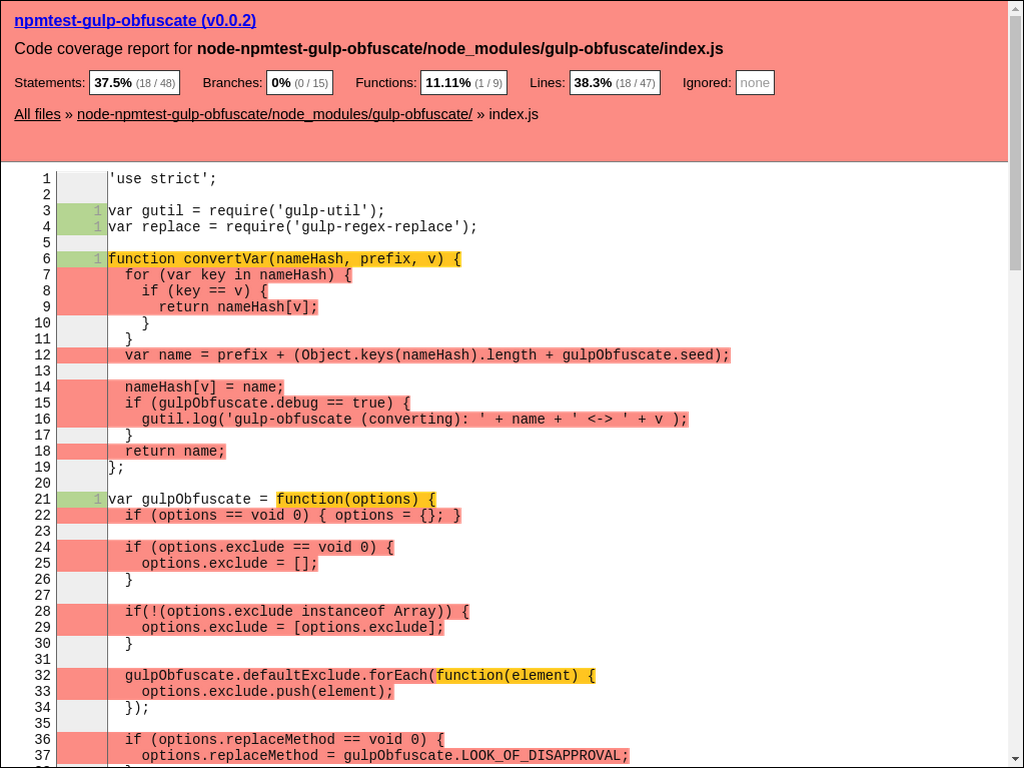 npmtest-gulp-obfuscate (v0.0.2)
Code coverage report for node-npmtest-gulp-obfuscate/node_modules/gulp-obfuscate/index.js
Statements: 37.5% (18 / 48) Branches: 0% (0 / 15) Functions: 11.11% (1 / 9) Lines: 38.3% (18 / 47) Ignored: none
All files » node-npmtest-gulp-obfuscate/node_modules/gulp-obfuscate/ » index.js
1 'use strict';
2
3 1 var gutil = require('gulp-util');
4 1 var replace = require('gulp-regex-replace');
5
6 1 function convertVar(nameHash, prefix, v) {
7 for (var key in nameHash) {
8 if (key == v) {
9 return nameHash[v];
10 }
11 }
12 var name = prefix + (Object.keys(nameHash).length + gulpObfuscate.seed);
13
14 nameHash[v] = name;
15 if (gulpObfuscate.debug == true) {
16 gutil.log('gulp-obfuscate (converting): ' + name + ' <-> ' + v );
17 }
18 return name;
19 };
20
21 1 var gulpObfuscate = function(options) {
22 if (options == void 0) { options = {}; }
23
24 if (options.exclude == void 0) {
25 options.exclude = [];
26 }
27
28 if(!(options.exclude instanceof Array)) {
29 options.exclude = [options.exclude];
30 }
31
32 gulpObfuscate.defaultExclude.forEach(function(element) {
33 options.exclude.push(element);
34 });
35
36 if (options.replaceMethod == void 0) {
37 options.replaceMethod = gulpObfuscate.LOOK_OF_DISAPPROVAL;